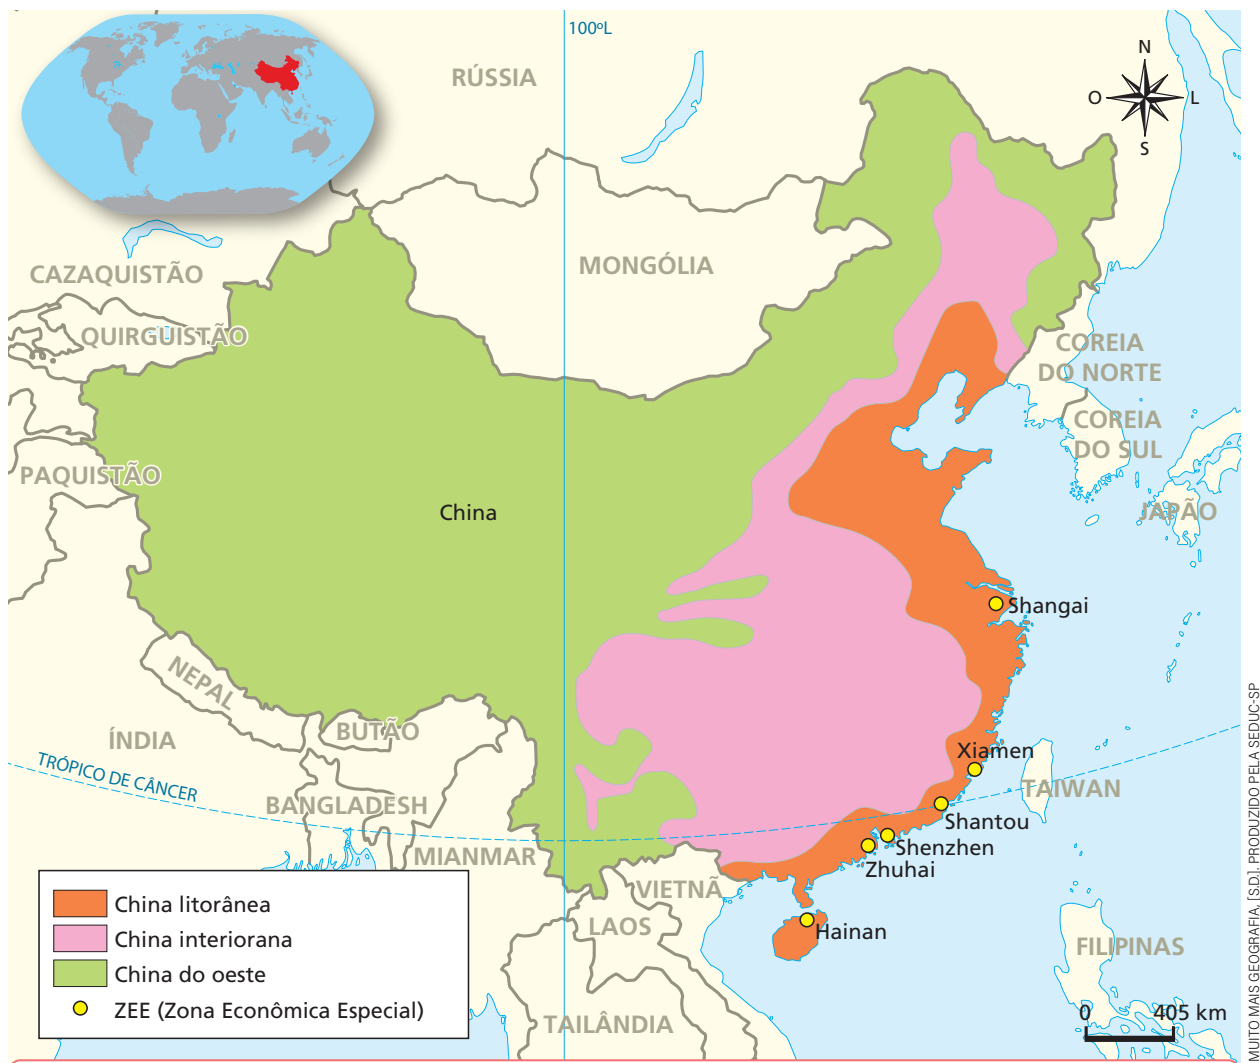 100ºL
RÚSSIA
N
O
L
S
MONGÓLIA
CAZAQUISTÃO
QUIRGUISTÃO
COREIA
DO NORTE
COREIA
DO SUL
PAQUISTÃO
China
JAPÃO
Shangai
NEPAL
BUTÃO
ÍNDIA
Xiamen
TRÓPICO DE CÂNCER
TAIWAN
BANGLADESH
Shantou
MIANMAR
Shenzhen
Zhuhai
VIETNÃ
LAOS
Hainan
FILIPINAS
TAILÂNDIA
China litorânea
China interiorana
China do oeste
ZEE (Zona Econômica Especial)
0 405 km
MUITO MAIS GEOGRAFIA, [S.D.]. PRODUZIDO PELA SEDUC-SP